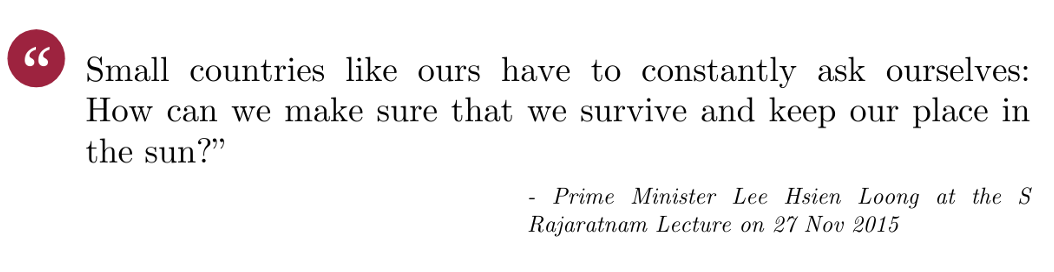 “
Small countries like ours have to constantly ask ourselves:
How can we make sure that we survive and keep our place in
the sun?”
- Prime Minister Lee Hsien Loong at the S
Rajaratnam Lecture on 27 Nov 2015